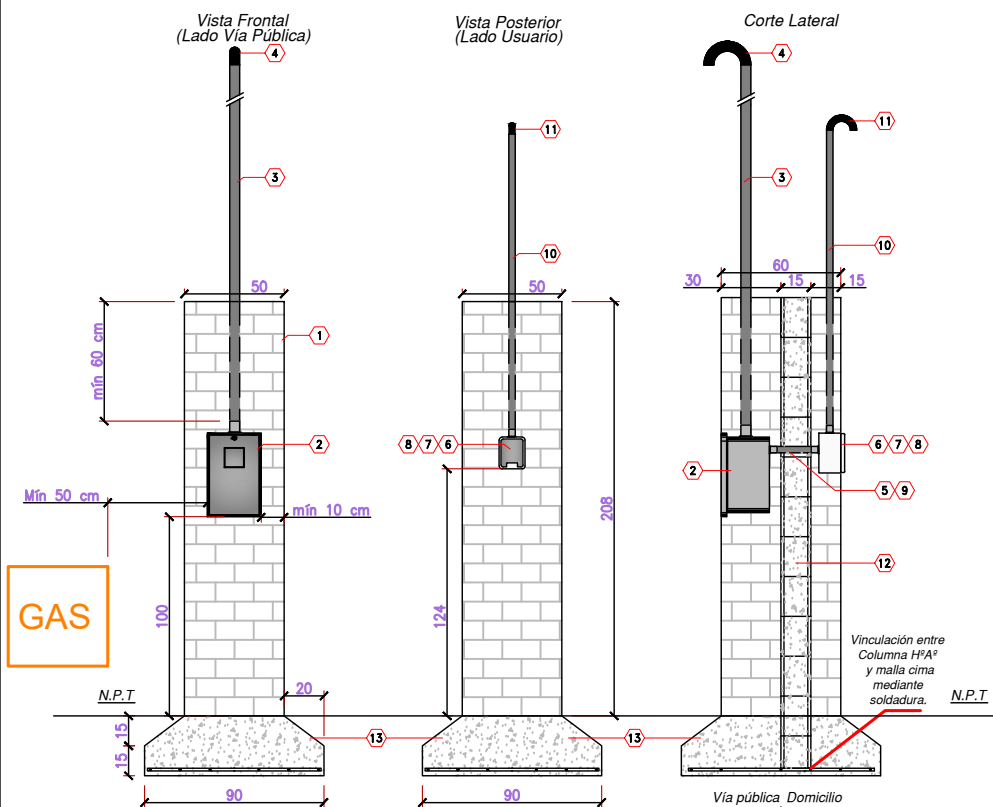 Vista Frontal
(Lado Vía Pública)
Vista Posterior
(Lado Usuario)
Corte Lateral
4
4
11
11
3
3
10
10
60
30
15
15
50
50
1
mín 60 cm
2
8 7 6
2
6 7 8
5 9
Mín 50 cm
mín 10 cm
208
GAS
100
124
12
Vinculación entre
Columna HºAº
y malla cima
mediante
soldadura.
N.P.T
20
N.P.T
15
15
13
13
90
90
Vía pública Domicilio